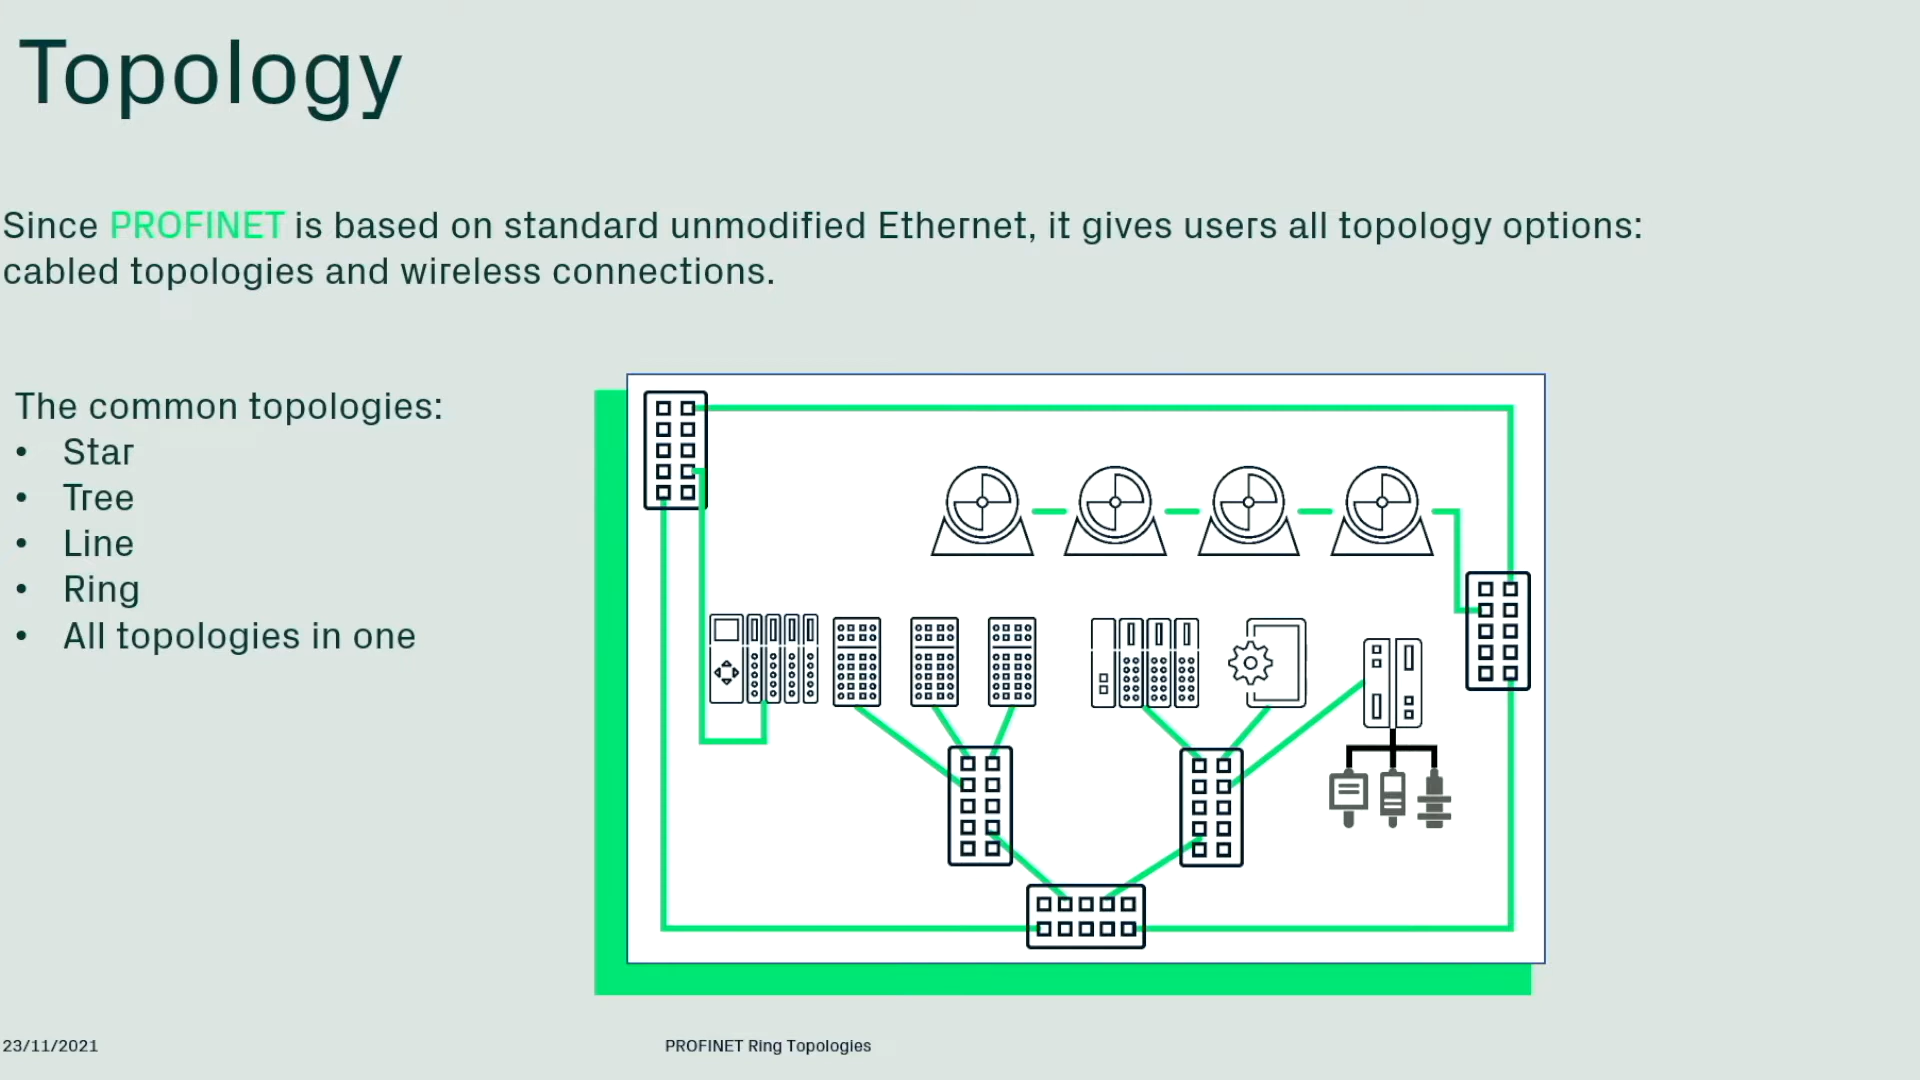 Topology
Since PROFINET is based on standard unmodified Ethernet, it gives users all topology options:
cabled topologies and wireless connections.
The common topologies:
• Star
• Tree
• Line
• Ring
• All topologies in one
23/11/2021
PROFINET Ring Topologies